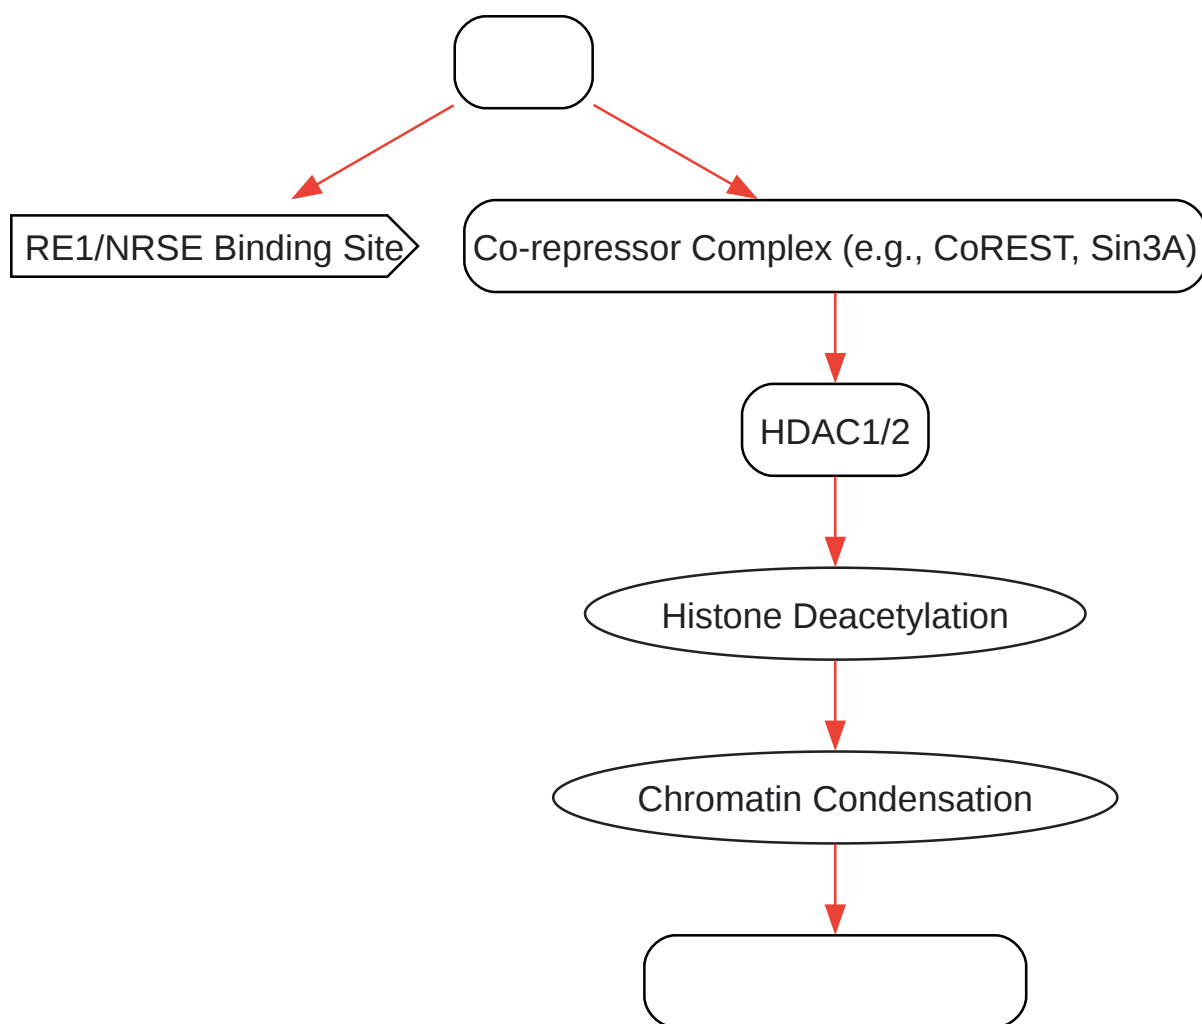 RE1/NRSE Binding Site
Co-repressor Complex (e.g., CoREST, Sin3A)
HDAC1/2
Histone Deacetylation
Chromatin Condensation